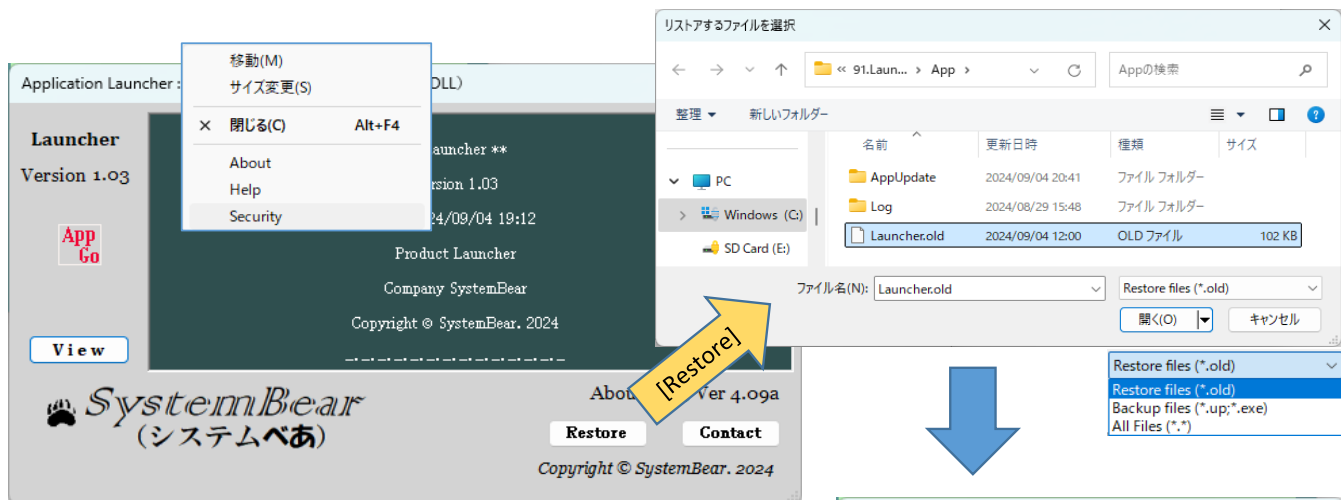 Application Launcher :
OLL)
移動(M)
サイズ変更(S)
× 閉じる(C) Alt+F4
About
Help
Security
Launcher
Version 1.03
App
Go
View
auncher **
rsion 1.03
24/09/04 19:12
Product Launcher
Company SystemBear
Copyright © SystemBear. 2024
SystemBear
(システムべあ)
Abou
Ver 4.09a
Restore
Contact
Copyright © SystemBear. 2024
[Restore]
リストアするファイルを選択
« 91.Laun... › App ›
Appの検索
整理
新しいフォルダー
名前 更新日時 種類 サイズ
PC
Windows (C:)
SD Card (E:)
AppUpdate 2024/09/04 20:41 ファイル フォルダー
Log 2024/08/29 15:48 ファイル フォルダー
Launcher.old 2024/09/04 12:00 OLD ファイル 102 KB
ファイル名(N): Launcher.old
Restore files (*.old)
開く(O)
キャンセル
Restore files (*.old)
Restore files (*.old)
Backup files (*.up;*.exe)
All Files (*.*)